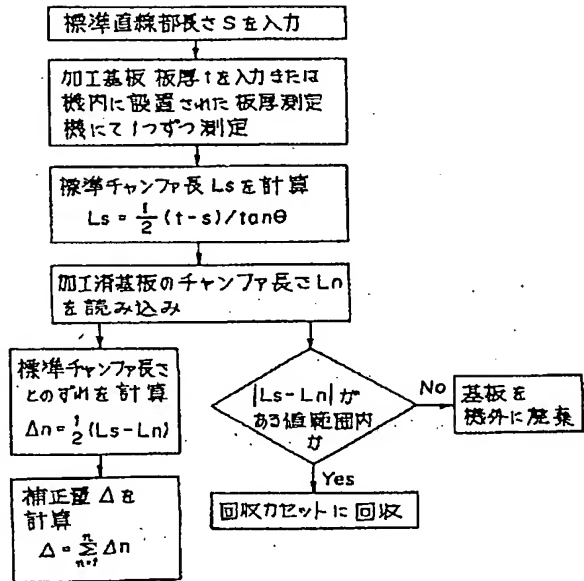 標準直線部長さSを入力
加工基板 板厚tを入力または
機内に設置された板厚測定
機にて1つずつ測定
標準チャンファ長Lsを計算
Ls = 1/2 (t-s)/tanθ
加工済基板のチャンファ長さLn
を読み込み
標準チャンファ長さ
とのずれを計算
Δn = 1/2 (Ls-Ln)
補正量 Δを
計算
Δ = Σ Δn
n
n=1
|Ls-Ln|が
ある値範囲内
か
No
基板を
機外に廃棄
Yes
回収カセットに回収